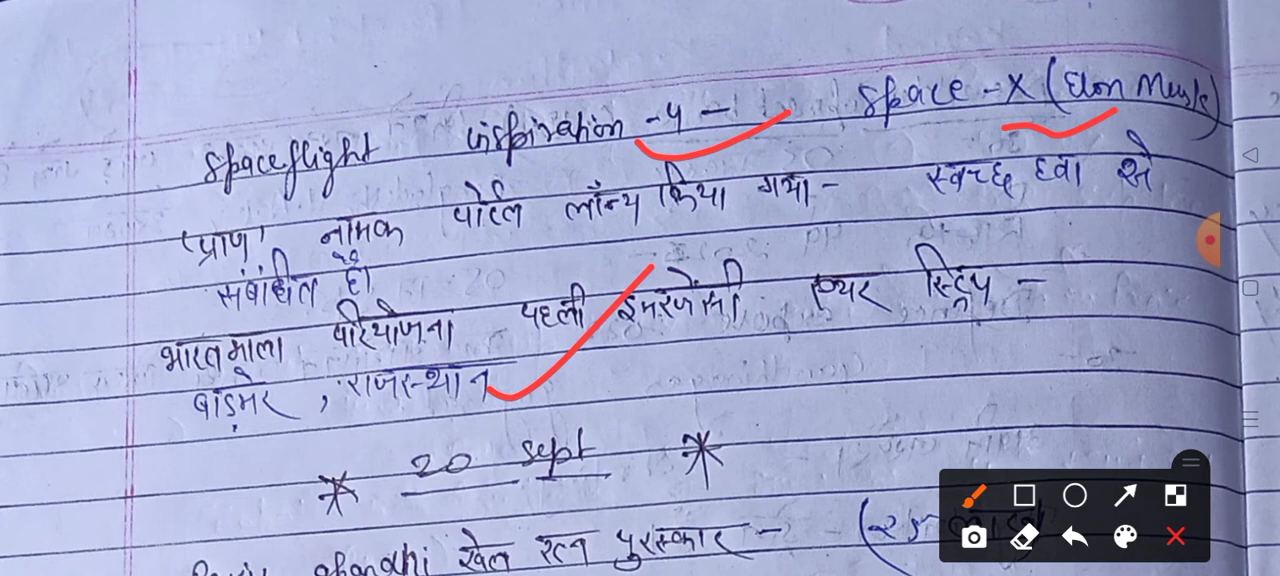 Spaceflight inspiration -4 - Space -X (Elon Musk)
'प्राण' नामक पोर्टल लॉन्च किया गया - स्वच्छ हवा से
संबंधित है।
भारतमाला परियोजना पहली इमरजेंसी एयर स्ट्रिप -
बाड़मेर, राजस्थान
* 20 Sept *
Ghandhi खेल रत्न पुरस्कार - (